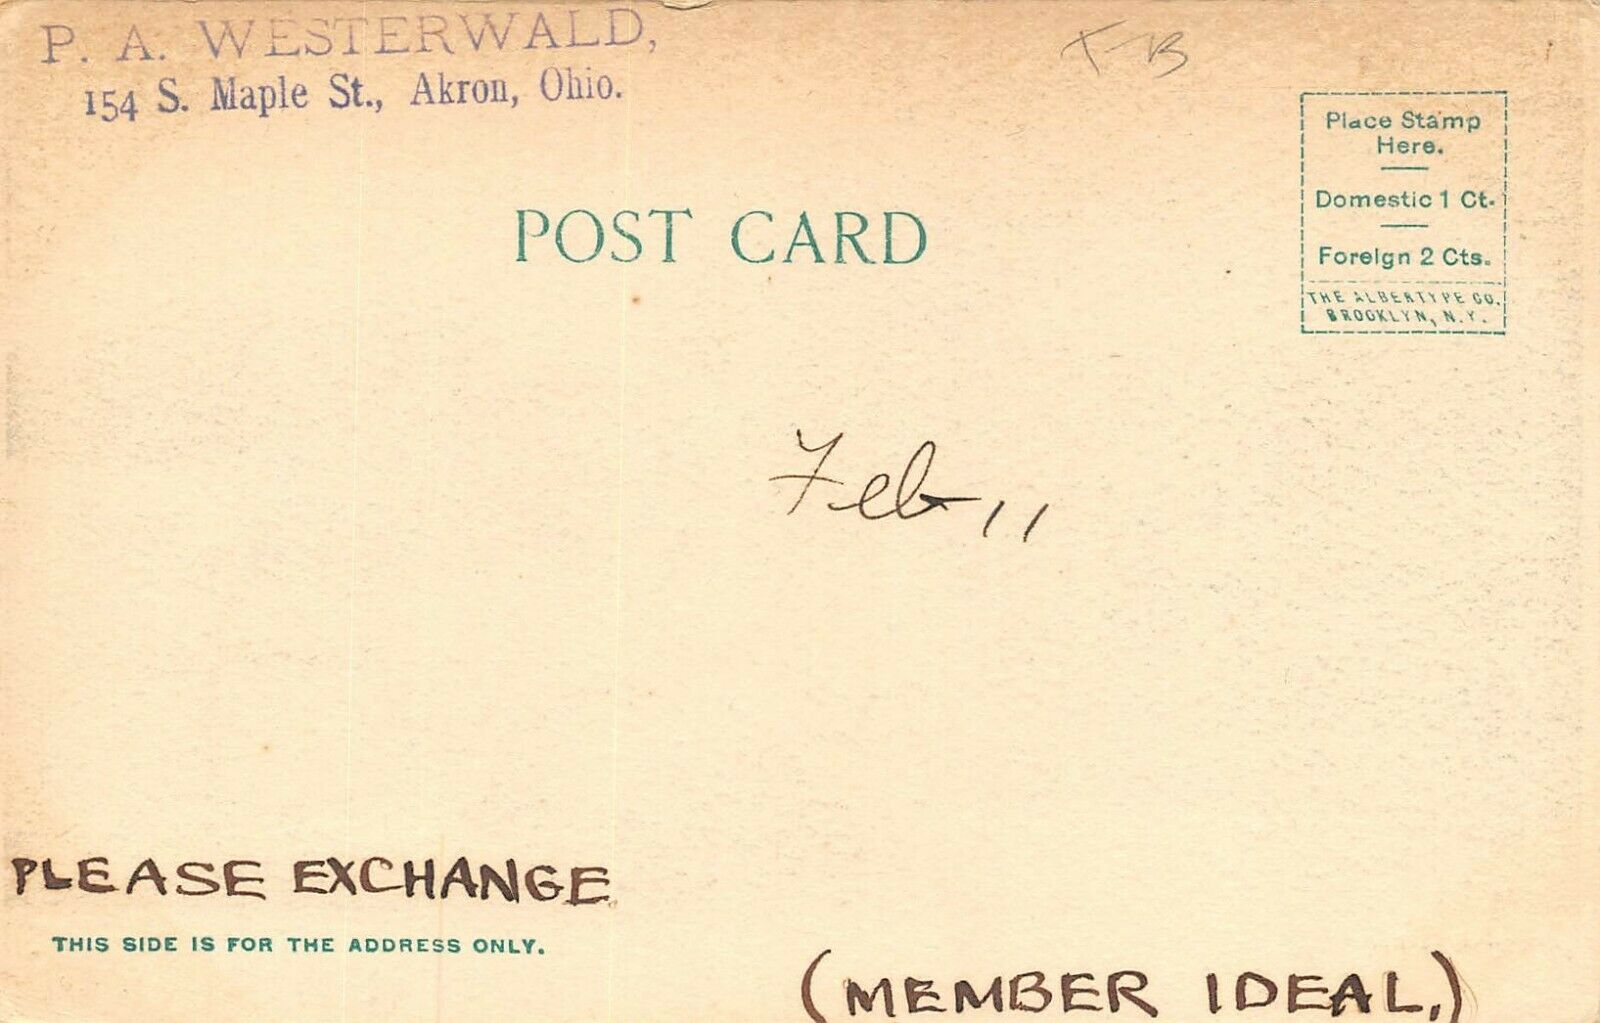 P. A. WESTERWALD,
154 S. Maple St., Akron, Ohio.
Place Stamp
Here.
Domestic 1 Ct.
Foreign 2 Cts.
THE ALBERTYPE CO.
BROOKLYN, N.Y.
POST CARD
Feb 11
PLEASE EXCHANGE
THIS SIDE IS FOR THE ADDRESS ONLY.
(MEMBER IDEAL.)